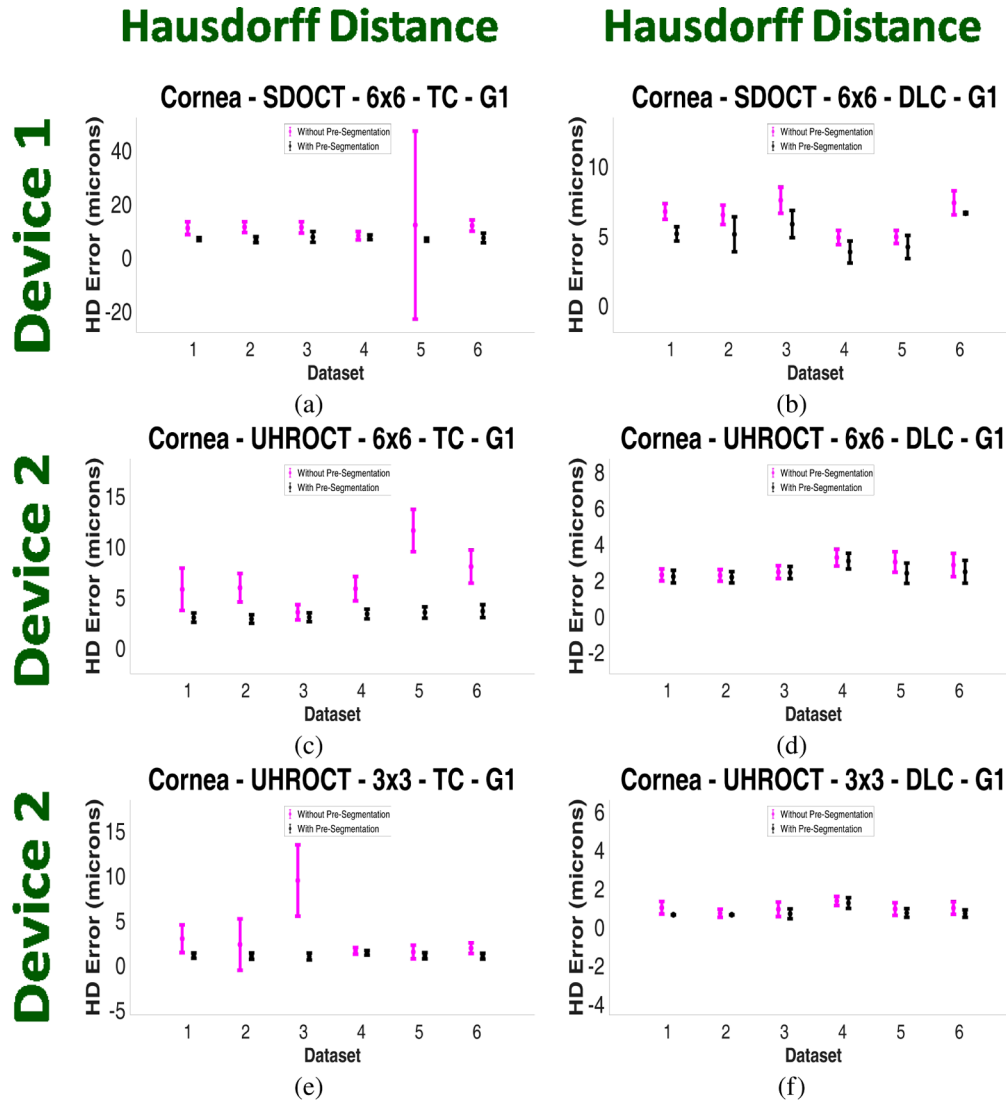 Hausdorff Distance
Hausdorff Distance
Device 1
Cornea - SDOCT - 6x6 - TC - G1
Without Pre-Segmentation
With Pre-Segmentation
HD Error (microns)
40
20
0
-20
1 2 3 4 5 6
Dataset
(a)
Cornea - SDOCT - 6x6 - DLC - G1
Without Pre-Segmentation
With Pre-Segmentation
HD Error (microns)
10
5
0
1 2 3 4 5 6
Dataset
(b)
Device 2
Cornea - UHROCT - 6x6 - TC - G1
Without Pre-Segmentation
With Pre-Segmentation
HD Error (microns)
15
10
5
0
1 2 3 4 5 6
Dataset
(c)
Cornea - UHROCT - 6x6 - DLC - G1
Without Pre-Segmentation
With Pre-Segmentation
HD Error (microns)
8
6
4
2
0
-2
1 2 3 4 5 6
Dataset
(d)
Device 2
Cornea - UHROCT - 3x3 - TC - G1
Without Pre-Segmentation
With Pre-Segmentation
HD Error (microns)
15
10
5
0
-5
1 2 3 4 5 6
Dataset
(e)
Cornea - UHROCT - 3x3 - DLC - G1
Without Pre-Segmentation
With Pre-Segmentation
HD Error (microns)
6
4
2
0
-2
-4
1 2 3 4 5 6
Dataset
(f)